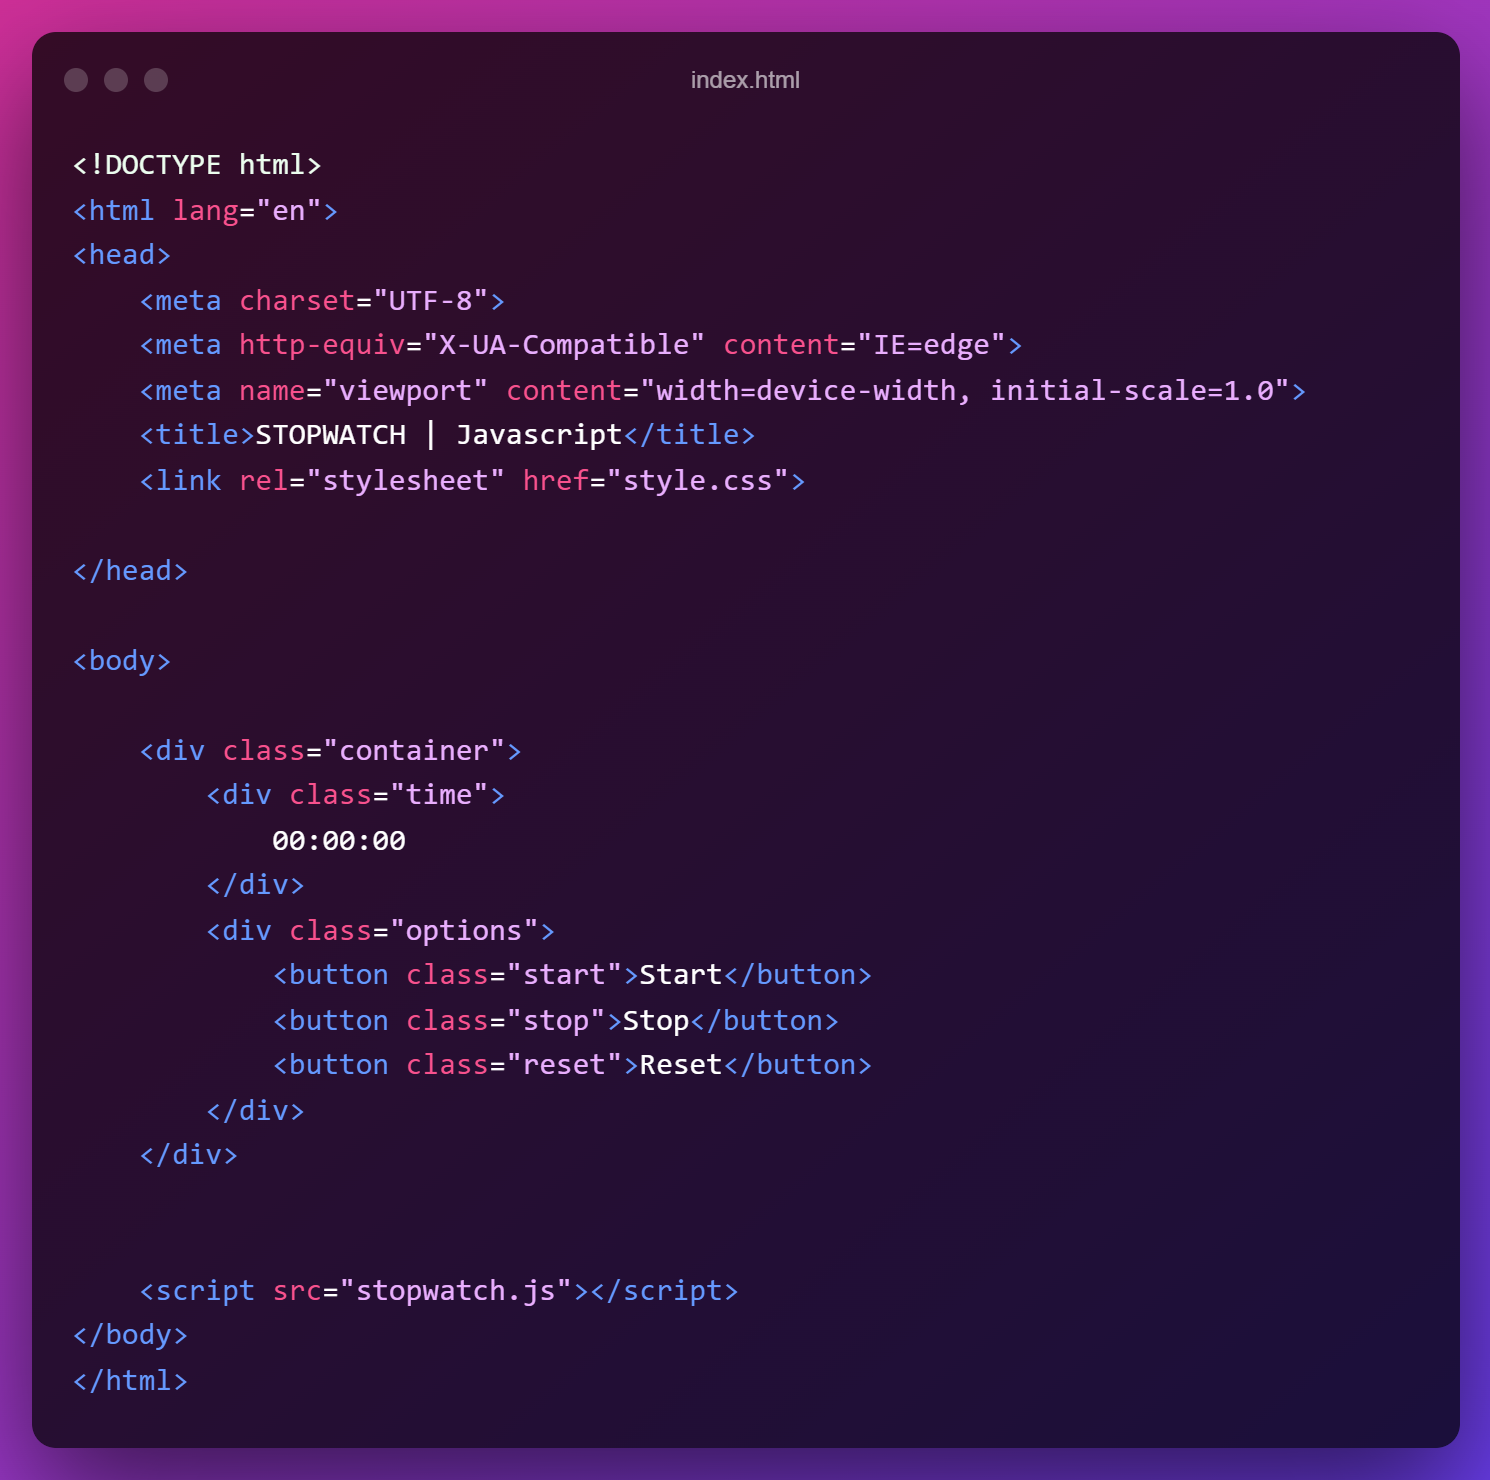 index.html
<!DOCTYPE html>
<html lang="en">
<head>
    <meta charset="UTF-8">
    <meta http-equiv="X-UA-Compatible" content="IE=edge">
    <meta name="viewport" content="width=device-width, initial-scale=1.0">
    <title>STOPWATCH | Javascript</title>
    <link rel="stylesheet" href="style.css">
</head>
<body>
    <div class="container">
        <div class="time">
            00:00:00
        </div>
        <div class="options">
            <button class="start">Start</button>
            <button class="stop">Stop</button>
            <button class="reset">Reset</button>
        </div>
    </div>
    <script src="stopwatch.js"></script>
</body>
</html>